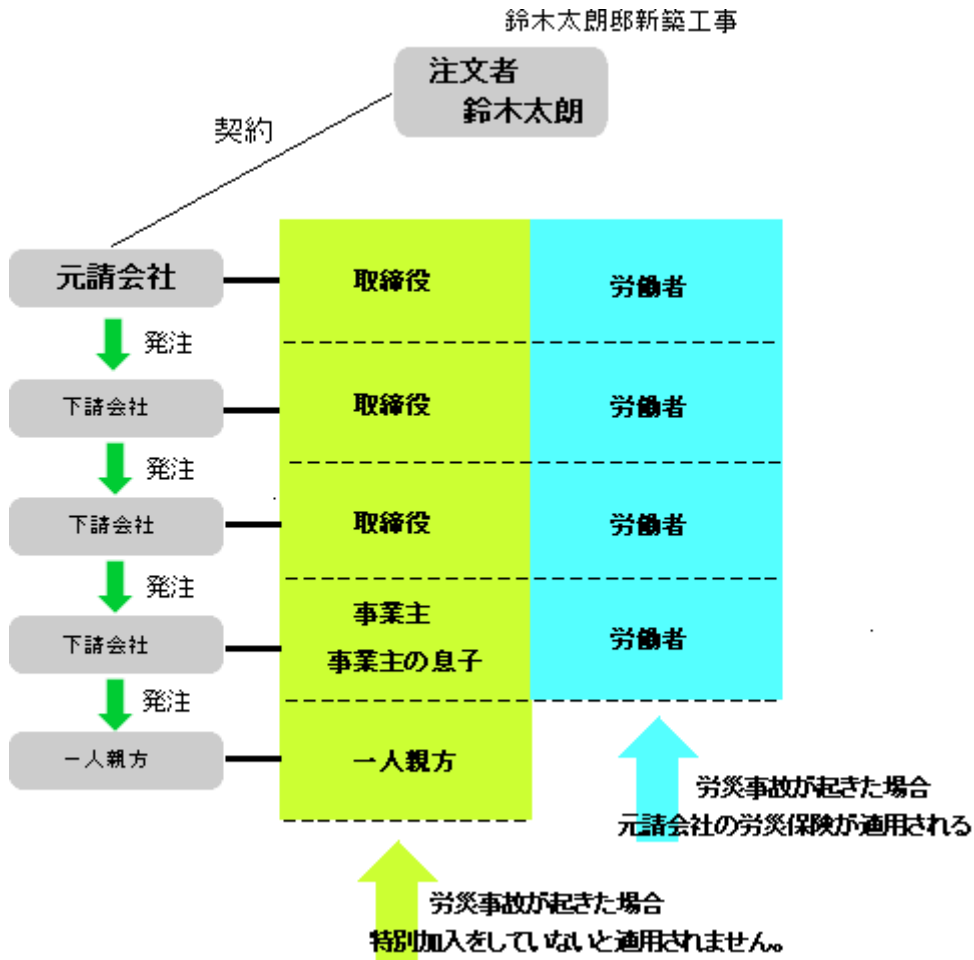 鈴木太朗邸新築工事
注文者
鈴木太朗
契約
元請会社
取締役
労働者
発注
下請会社
取締役
労働者
発注
下請会社
取締役
労働者
発注
下請会社
事業主
事業主の息子
労働者
発注
一人親方
一人親方
労災事故が起きた場合
元請会社の労災保険が適用される
労災事故が起きた場合
特別加入をしていないと適用されません。